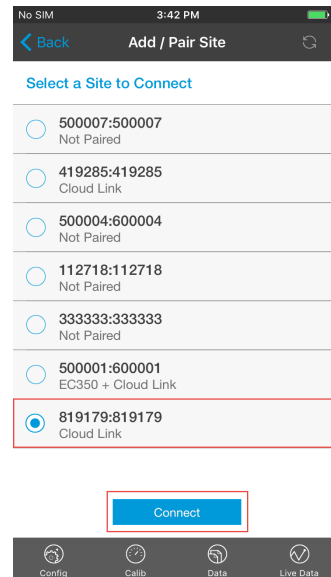 No SIM 3:42 PM
Back Add / Pair Site
Select a Site to Connect
500007:500007
Not Paired
419285:419285
Cloud Link
500004:600004
Not Paired
112718:112718
Not Paired
333333:333333
Not Paired
500001:600001
EC350 + Cloud Link
819179:819179
Cloud Link
Connect
Config Calib Data Live Data